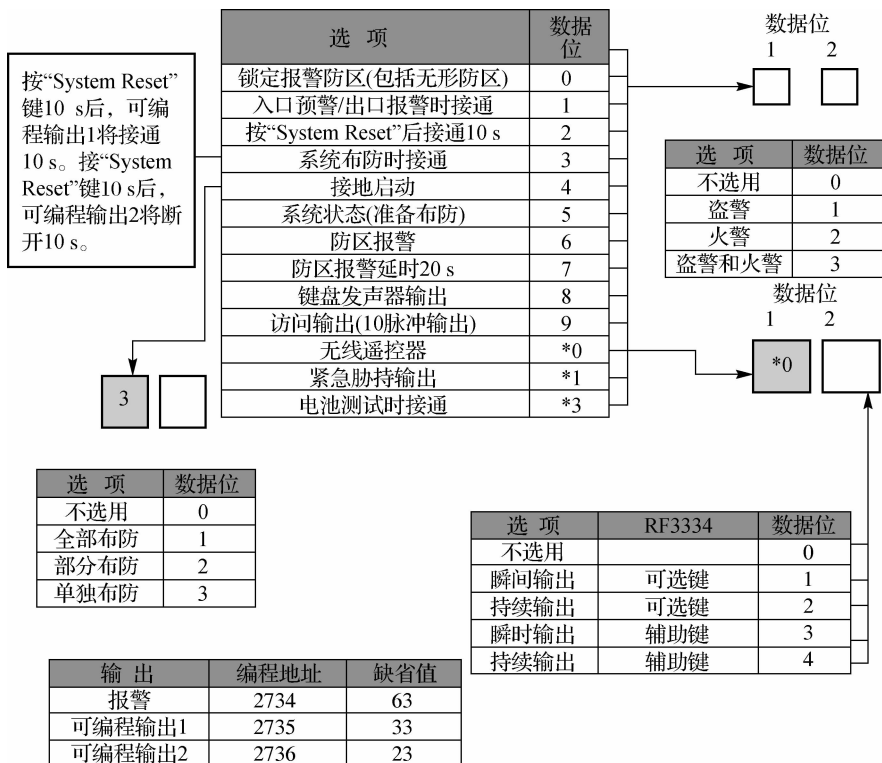 按“System Reset”
键10 s后，可编
程输出1将接通
10 s。按“System
Reset”键10 s后，
可编程输出2将断
开10 s。
选 项 数据位
锁定报警防区(包括无形防区) 0
入口预警/出口报警时接通 1
按“System Reset”后接通10 s 2
系统布防时接通 3
接地启动 4
系统状态(准备布防) 5
防区报警 6
防区报警延时20 s 7
键盘发声器输出 8
访问输出(10脉冲输出) 9
无线遥控器 *0
紧急胁持输出 *1
电池测试时接通 *3
数据位
1 2
选 项 数据位
不选用 0
盗警 1
火警 2
盗警和火警 3
数据位
1 2
*0
3
选 项 数据位
不选用 0
全部布防 1
部分布防 2
单独布防 3
选 项 RF3334 数据位
不选用 0
瞬间输出 可选键 1
持续输出 可选键 2
瞬时输出 辅助键 3
持续输出 辅助键 4
输 出 编程地址 缺省值
报警 2734 63
可编程输出1 2735 33
可编程输出2 2736 23